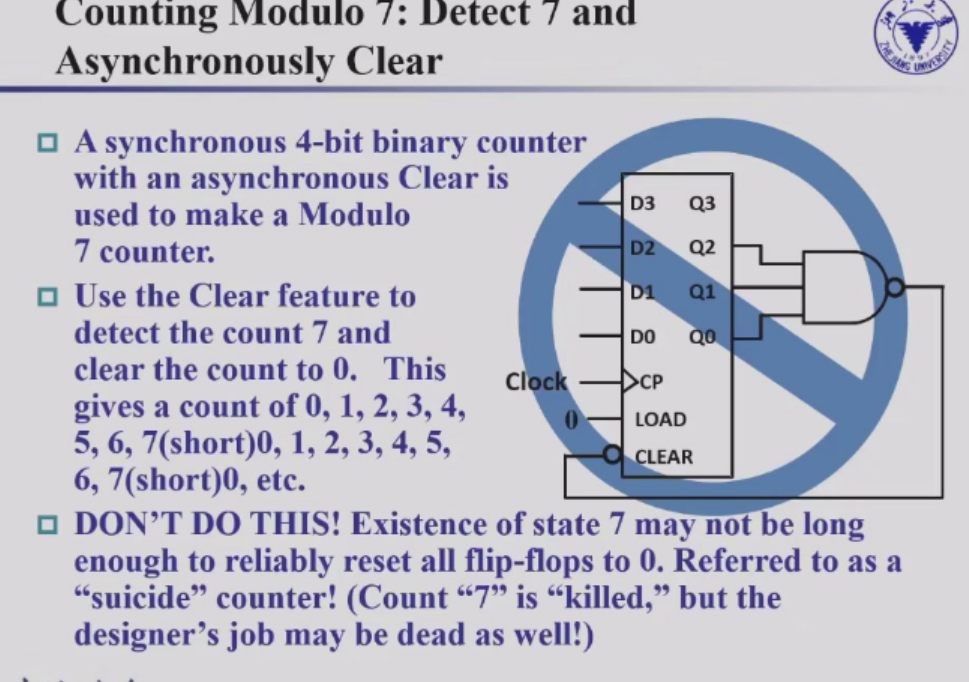 Counting Modulo 7: Detect 7 and
Asynchronously Clear
ZHEJIANG UNIVERSITY
1897
A synchronous 4-bit binary counter
with an asynchronous Clear is
used to make a Modulo
7 counter.
Use the Clear feature to
detect the count 7 and
clear the count to 0. This
gives a count of 0, 1, 2, 3, 4,
5, 6, 7(short)0, 1, 2, 3, 4, 5,
6, 7(short)0, etc.
D3 Q3
D2 Q2
D1 Q1
D0 Q0
Clock CP
0 LOAD
CLEAR
DON'T DO THIS! Existence of state 7 may not be long
enough to reliably reset all flip-flops to 0. Referred to as a
“suicide” counter! (Count “7” is “killed,” but the
designer's job may be dead as well!)